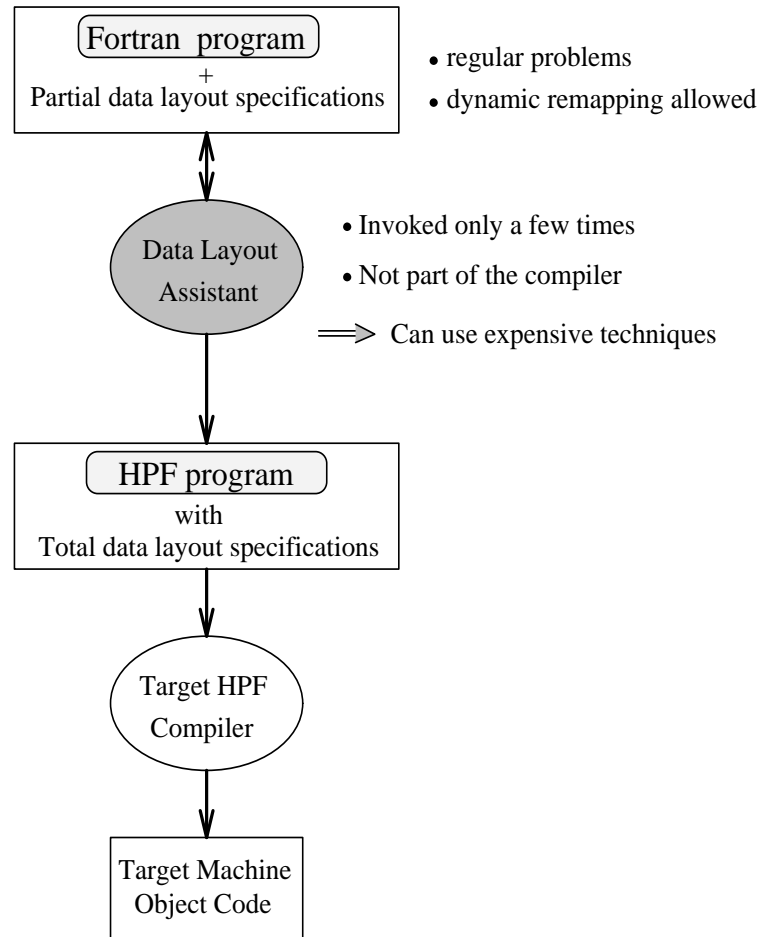 Fortran program
+
Partial data layout specifications
• regular problems
• dynamic remapping allowed
Data Layout
Assistant
• Invoked only a few times
• Not part of the compiler
Can use expensive techniques
HPF program
with
Total data layout specifications
Target HPF
Compiler
Target Machine
Object Code